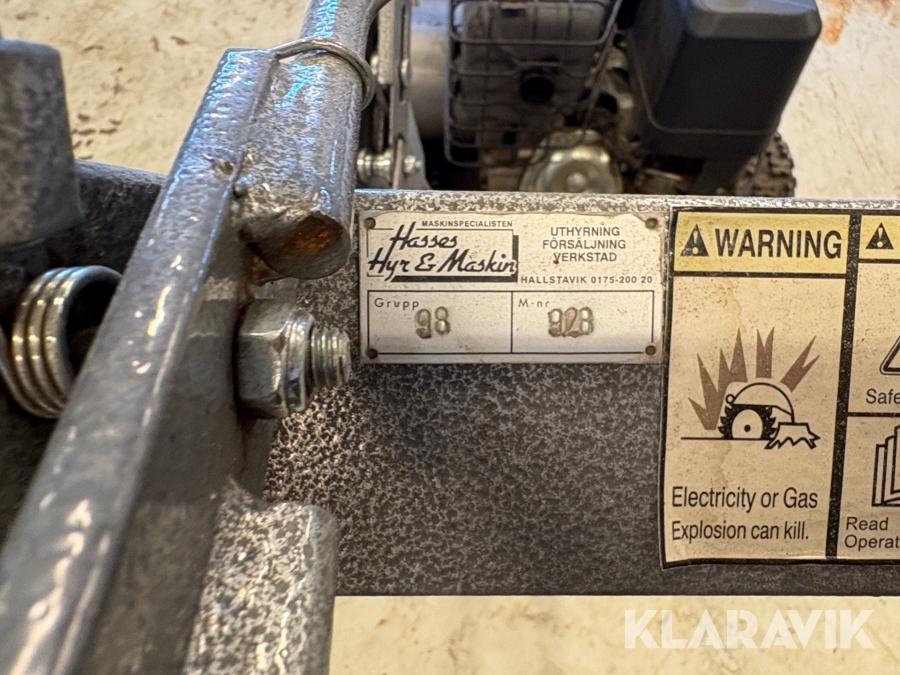 MASKINSPECIALISTEN
Hasses
Hyr & Maskin
UTHYRNING
FÖRSÄLJNING
VERKSTAD
HALLSTAVIK 0175-200 20
Grupp
98
M-nr
928
WARNING
Electricity or Gas
Explosion can kill.
Safe
Read
Operat
KLARAVIK